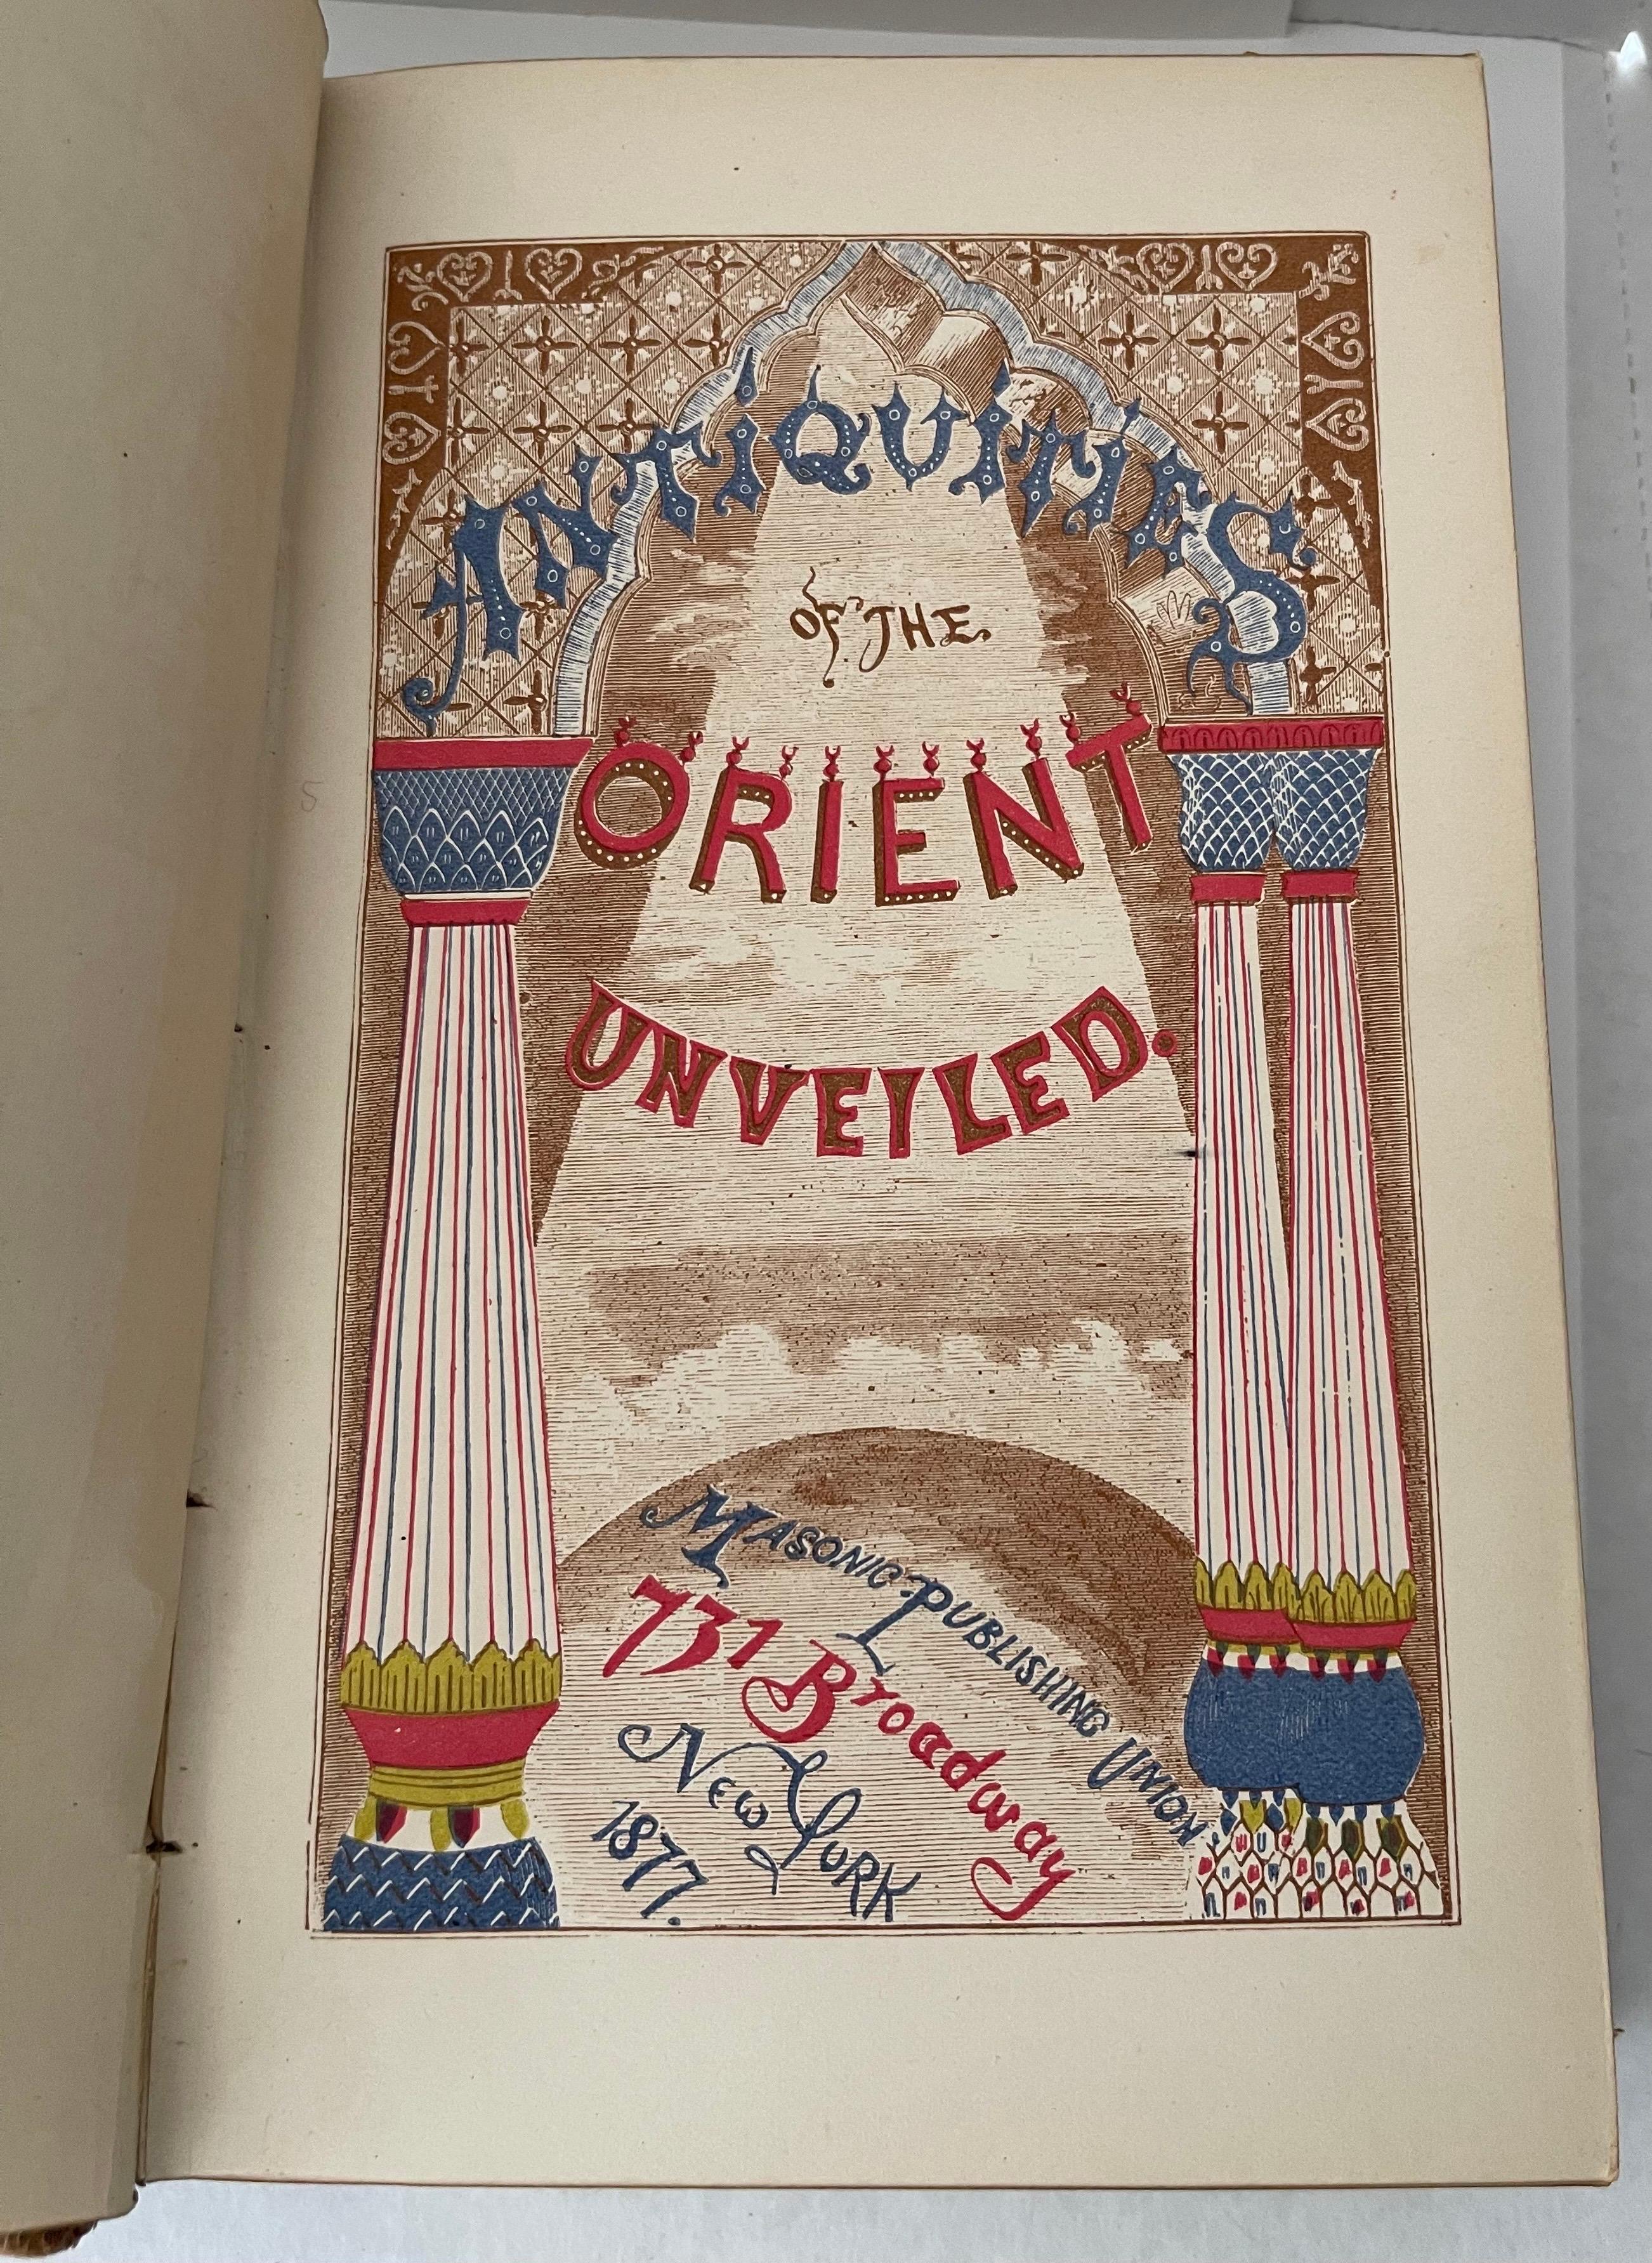 ANTiQUiTiES
OF THE
ORIENT
UNVEILED.
MASONIC PUBLISHING UNION
731 Broadway
NEW YORK
1877.